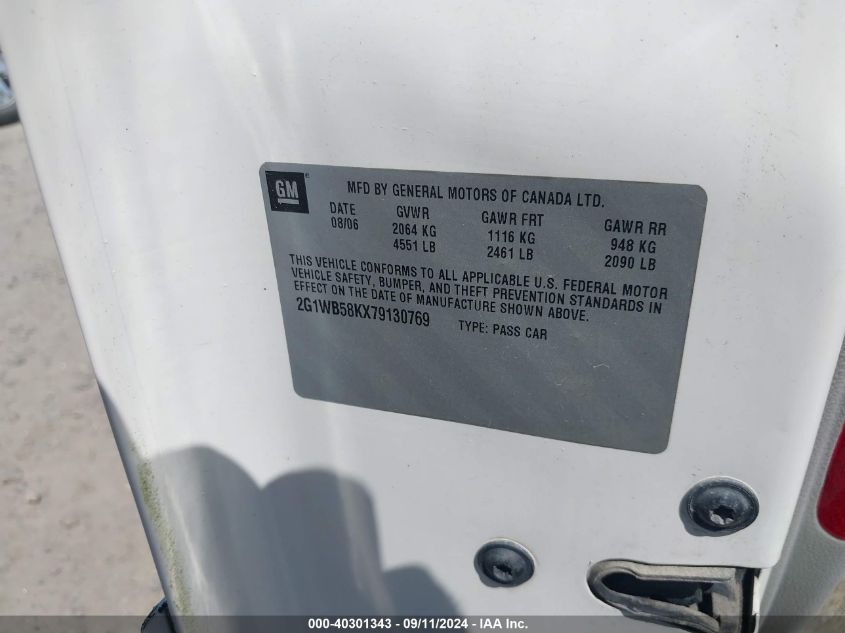 GM ®
MFD BY GENERAL MOTORS OF CANADA LTD.
DATE GVWR GAWR FRT GAWR RR
08/06 2064 KG 1116 KG 948 KG
4551 LB 2461 LB 2090 LB
THIS VEHICLE CONFORMS TO ALL APPLICABLE U.S. FEDERAL MOTOR
VEHICLE SAFETY, BUMPER, AND THEFT PREVENTION STANDARDS IN
EFFECT ON THE DATE OF MANUFACTURE SHOWN ABOVE.
2G1WB58KX79130769 TYPE: PASS CAR
000-40301343 - 09/11/2024 - IAA Inc.